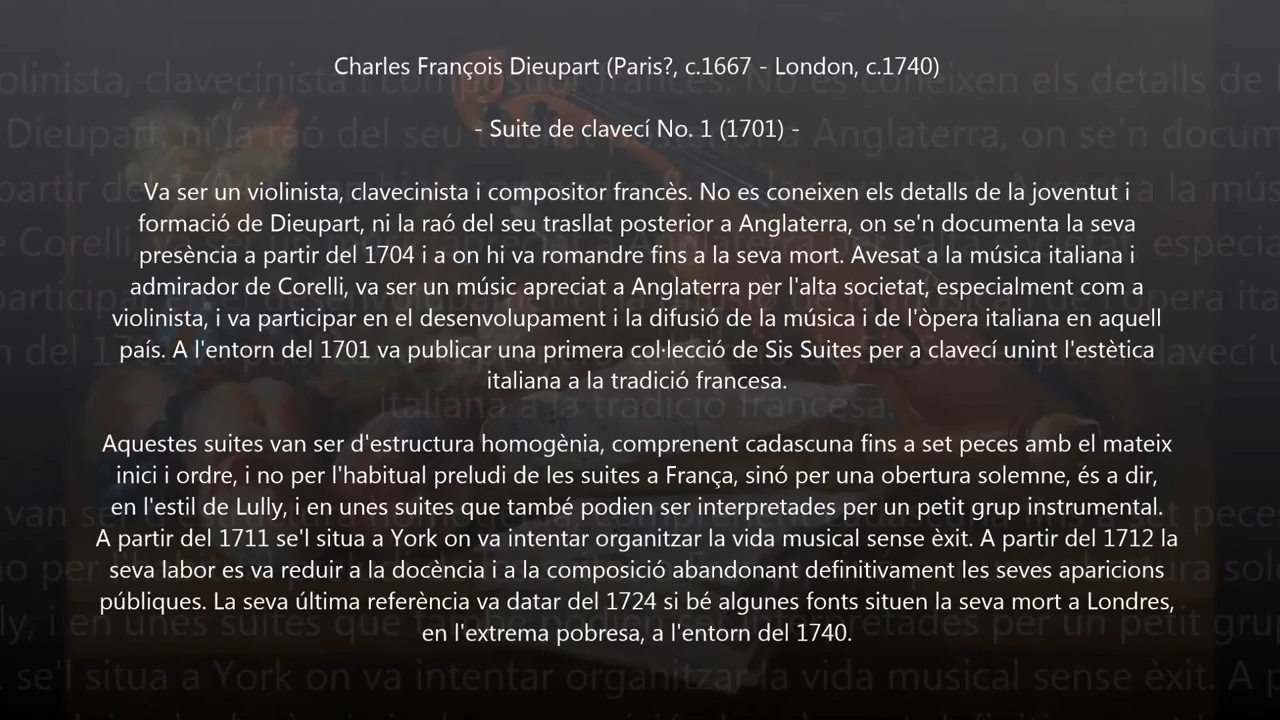 Charles François Dieupart (Paris?, c.1667 - London, c.1740)
- Suite de clavecí No. 1 (1701) -
Va ser un violinista, clavecinista i compositor francès. No es coneixen els detalls de la joventut i
formació de Dieupart, ni la raó del seu trasllat posterior a Anglaterra, on se'n documenta la seva
presència a partir del 1704 i a on hi va romandre fins a la seva mort. Avesat a la música italiana i
admirador de Corelli, va ser un músic apreciat a Anglaterra per l'alta societat, especialment com a
violinista, i va participar en el desenvolupament i la difusió de la música i de l'òpera italiana en aquell
país. A l'entorn del 1701 va publicar una primera col·lecció de Sis Suites per a clavecí unint l'estètica
italiana a la tradició francesa.
Aquestes suites van ser d'estructura homogènia, comprenent cadascuna fins a set peces amb el mateix
inici i ordre, i no per l'habitual preludi de les suites a França, sinó per una obertura solemne, és a dir,
en l'estil de Lully, i en unes suites que també podien ser interpretades per un petit grup instrumental.
A partir del 1711 se'l situa a York on va intentar organitzar la vida musical sense èxit. A partir del 1712 la
seva labor es va reduir a la docència i a la composició abandonant definitivament les seves aparicions
públiques. La seva última referència va datar del 1724 si bé algunes fonts situen la seva mort a Londres,
en l'extrema pobresa, a l'entorn del 1740.